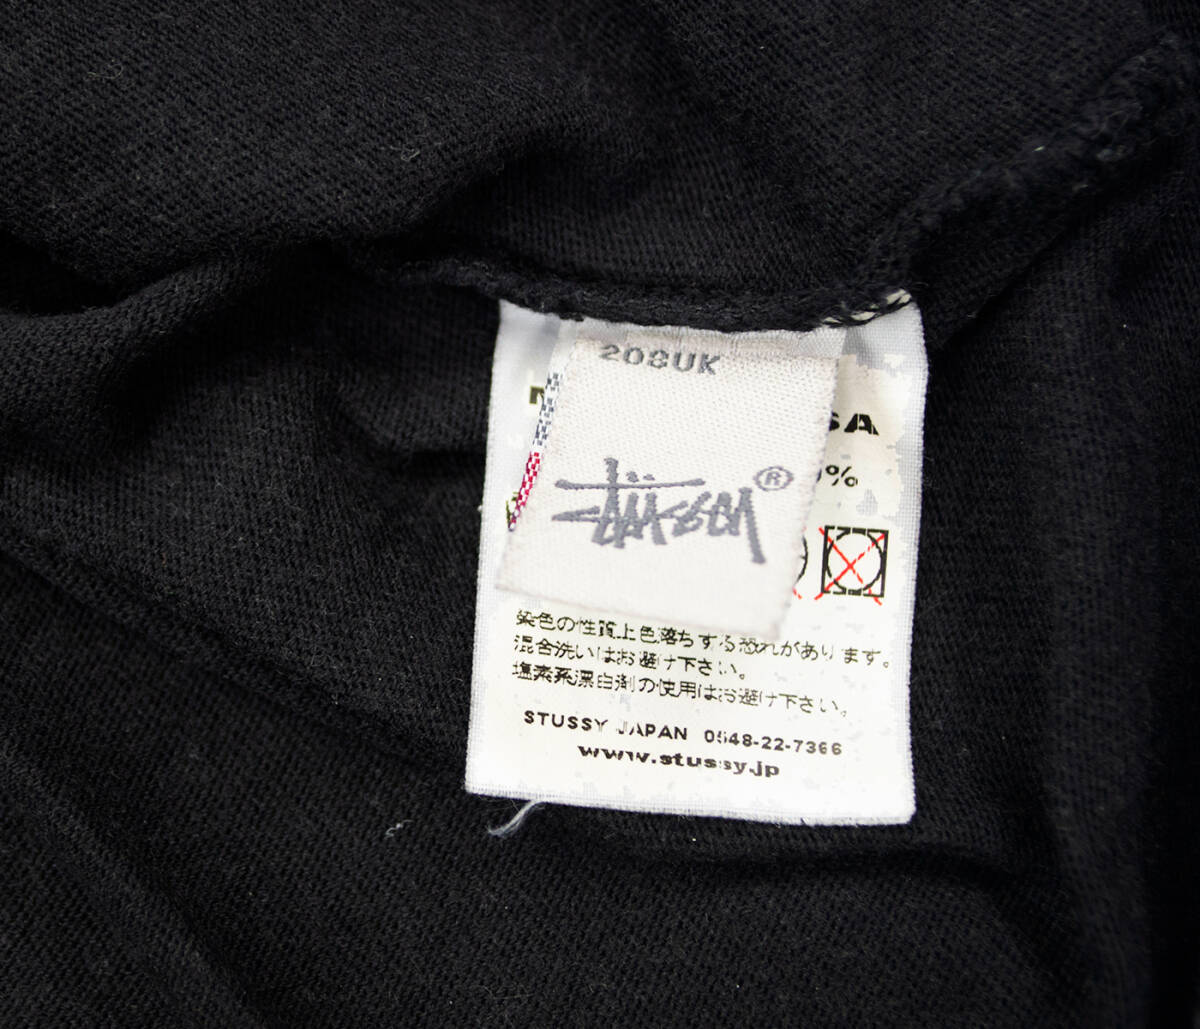 208UK
SA
%
Stüssy ®
染色の性質上色落ちする恐れがあります。
混合洗いはお避け下さい。
塩素系漂白剤の使用はお避け下さい。
STUSSY JAPAN 0548-22-7366
www.stussy.jp